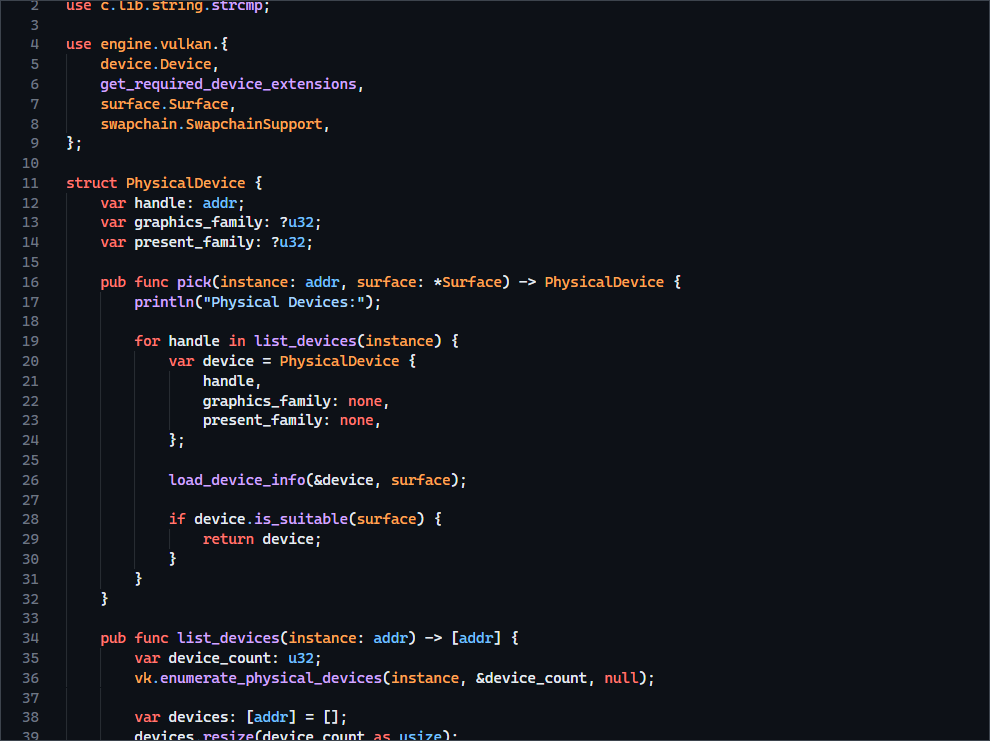 2 use c.lib.string.strcmp;
3
4 use engine.vulkan.{
5     device.Device,
6     get_required_device_extensions,
7     surface.Surface,
8     swapchain.SwapchainSupport,
9 };
10
11 struct PhysicalDevice {
12     var handle: addr;
13     var graphics_family: ?u32;
14     var present_family: ?u32;
15
16     pub func pick(instance: addr, surface: *Surface) -> PhysicalDevice {
17         println("Physical Devices:");
18
19         for handle in list_devices(instance) {
20             var device = PhysicalDevice {
21                 handle,
22                 graphics_family: none,
23                 present_family: none,
24             };
25
26             load_device_info(&device, surface);
27
28             if device.is_suitable(surface) {
29                 return device;
30             }
31         }
32     }
33
34     pub func list_devices(instance: addr) -> [addr] {
35         var device_count: u32;
36         vk.enumerate_physical_devices(instance, &device_count, null);
37
38         var devices: [addr] = [];
39         devices.resize(device_count as usize);